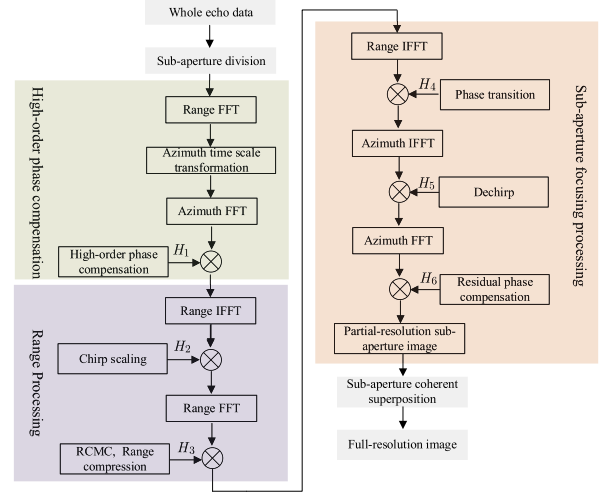 Whole echo data
Sub-aperture division
High-order phase compensation
Range FFT
Azimuth time scale
transformation
Azimuth FFT
High-order phase
compensation
H1
Range Processing
Range IFFT
Chirp scaling
H2
Range FFT
RCMC, Range
compression
H3
Sub-aperture focusing processing
Range IFFT
H4
Phase transition
Azimuth IFFT
H5
Dechirp
Azimuth FFT
H6
Residual phase
compensation
Partial-resolution sub-
aperture image
Sub-aperture coherent
superposition
Full-resolution image